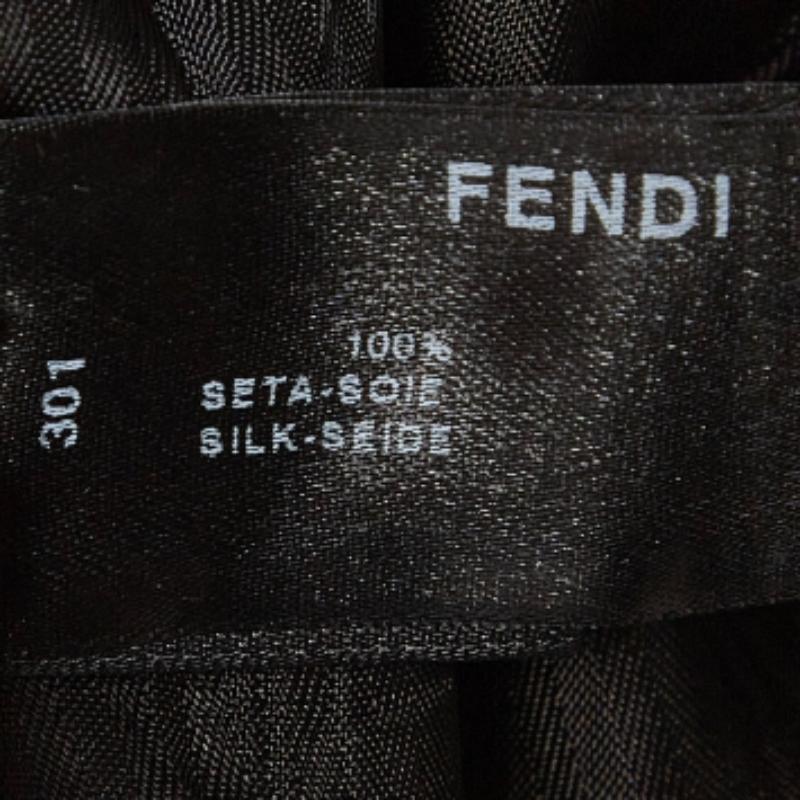 FENDI
100%
SETA-SOIE
SILK-SEIDE
301